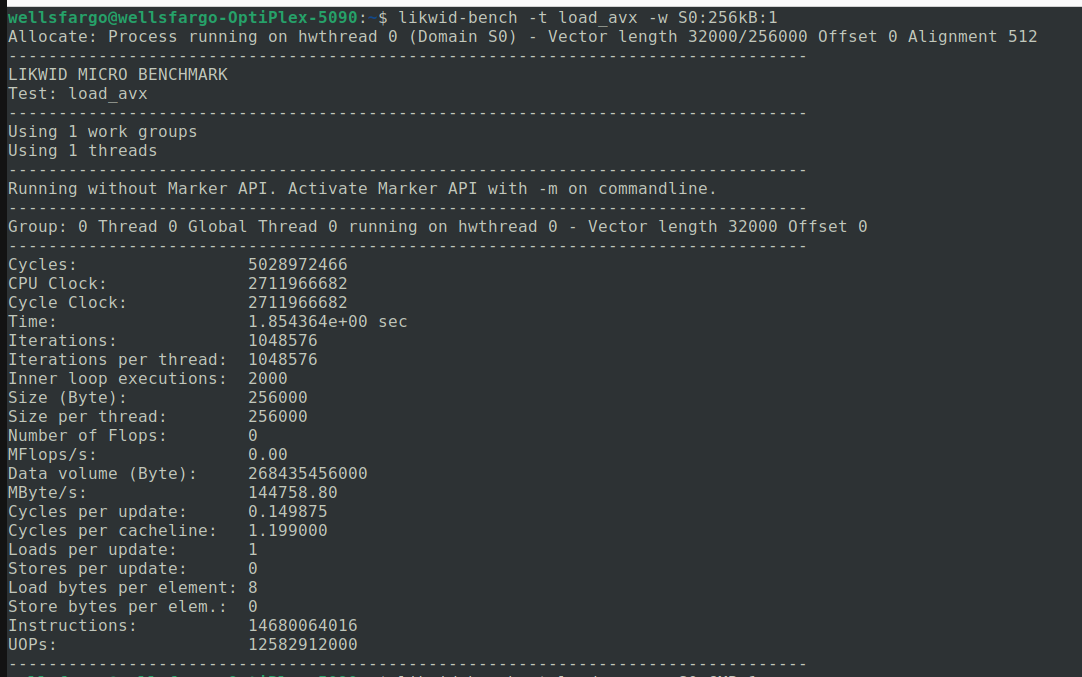 wellsfargo@wellsfargo-OptiPlex-5090:~$ likwid-bench -t load_avx -w S0:256kB:1
Allocate: Process running on hwthread 0 (Domain S0) - Vector length 32000/256000 Offset 0 Alignment 512
--------------------------------------------------------------------------------
LIKWID MICRO BENCHMARK
Test: load_avx
--------------------------------------------------------------------------------
Using 1 work groups
Using 1 threads
--------------------------------------------------------------------------------
Running without Marker API. Activate Marker API with -m on commandline.
--------------------------------------------------------------------------------
Group: 0 Thread 0 Global Thread 0 running on hwthread 0 - Vector length 32000 Offset 0
--------------------------------------------------------------------------------
Cycles: 5028972466
CPU Clock: 2711966682
Cycle Clock: 2711966682
Time: 1.854364e+00 sec
Iterations: 1048576
Iterations per thread: 1048576
Inner loop executions: 2000
Size (Byte): 256000
Size per thread: 256000
Number of Flops: 0
MFlops/s: 0.00
Data volume (Byte): 268435456000
MByte/s: 144758.80
Cycles per update: 0.149875
Cycles per cacheline: 1.199000
Loads per update: 1
Stores per update: 0
Load bytes per element: 8
Store bytes per elem.: 0
Instructions: 14680064016
UOPs: 12582912000
--------------------------------------------------------------------------------